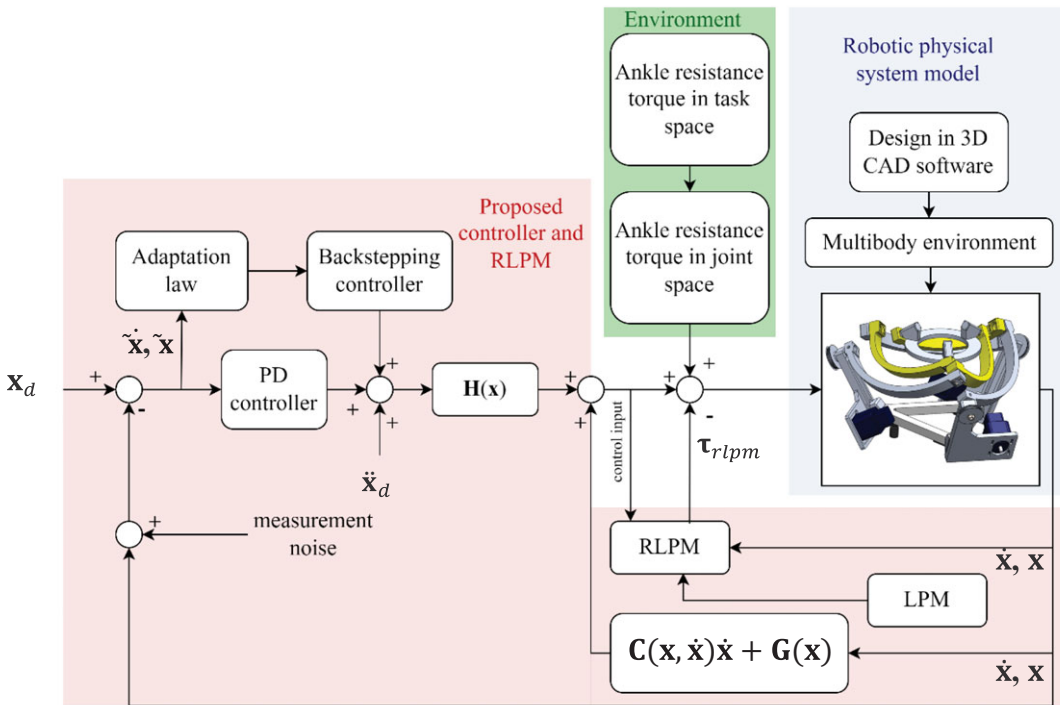 Environment
Ankle resistance
torque in task
space
Robotic physical
system model
Design in 3D
CAD software
Proposed
controller and
RLPM
Ankle resistance
torque in joint
space
Multibody environment
Adaptation
law
Backstepping
controller
+
+
x̃̇, x̃
x_d
+
-
PD
controller
+
+
H(x)
+
+
+
-
control input
τ_rlpm
ẍ_d
+
measurement
noise
RLPM
ẋ, x
LPM
C(x, ẋ)ẋ + G(x)
ẋ, x